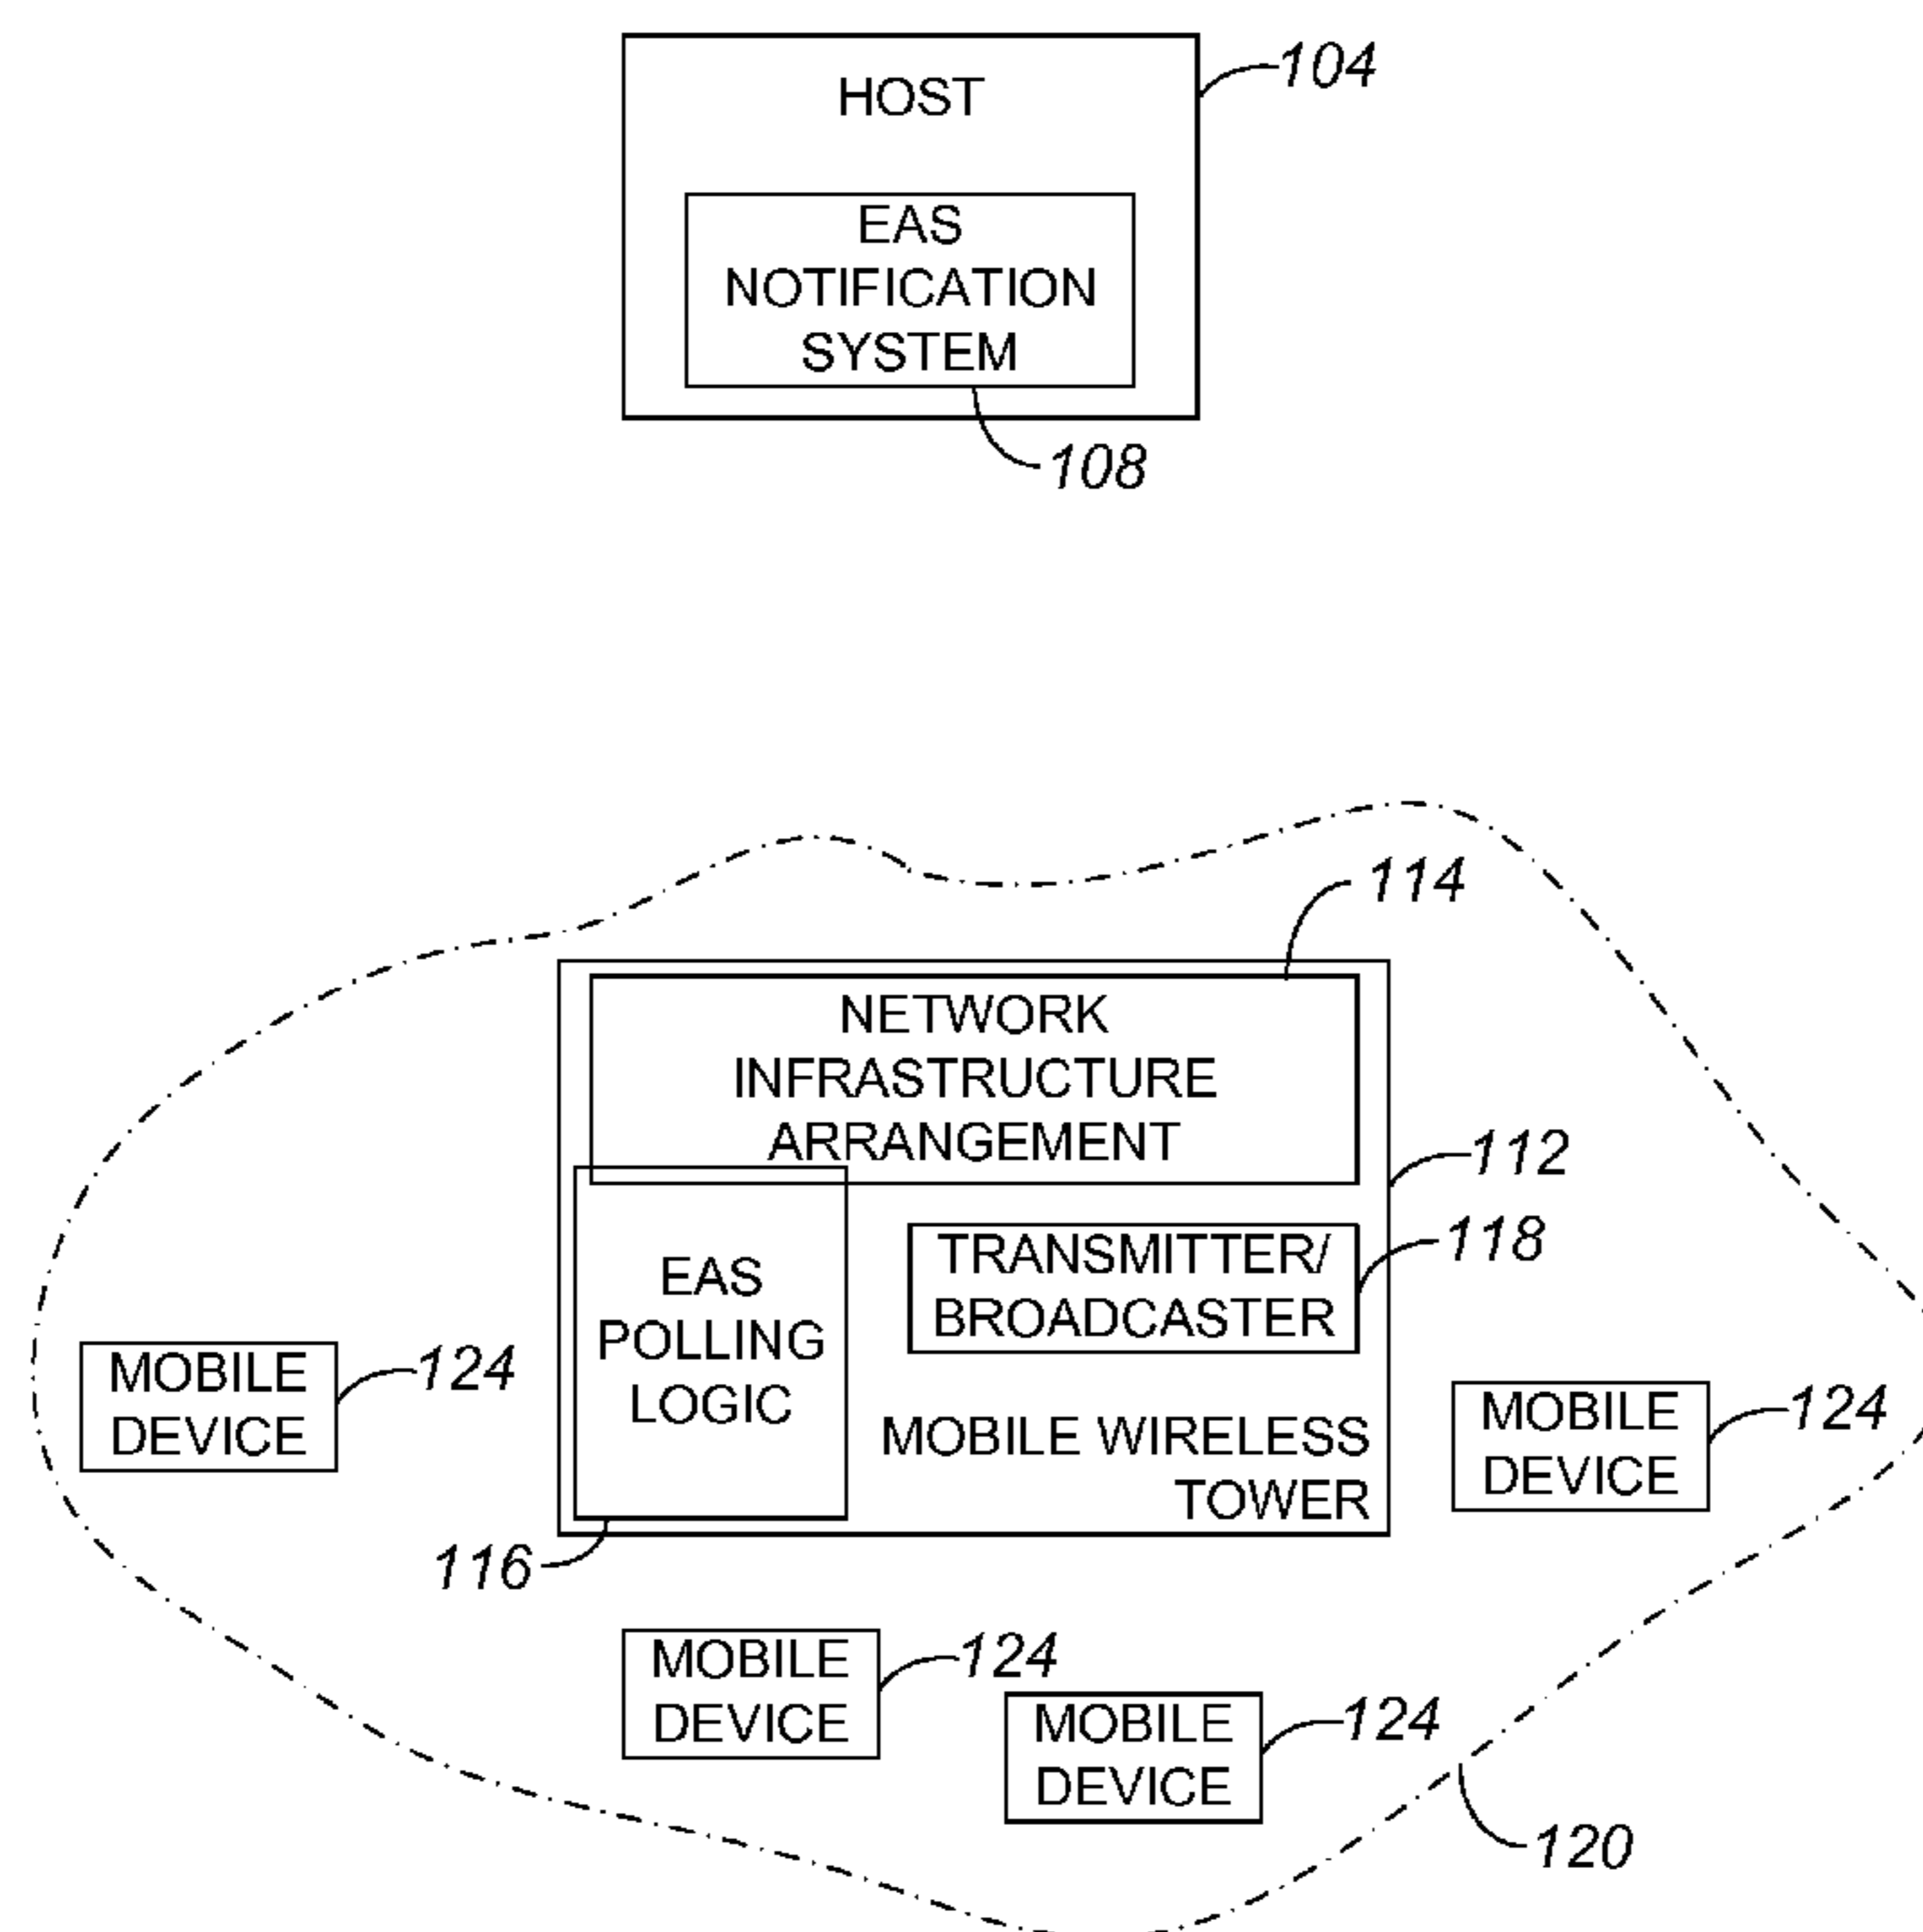 HOST
104
EAS
NOTIFICATION
SYSTEM
108
114
NETWORK
INFRASTRUCTURE
ARRANGEMENT
112
118
TRANSMITTER/
BROADCASTER
EAS
POLLING
LOGIC
MOBILE WIRELESS
TOWER
116
MOBILE
DEVICE
124
MOBILE
DEVICE
124
MOBILE
DEVICE
124
MOBILE
DEVICE
124
120